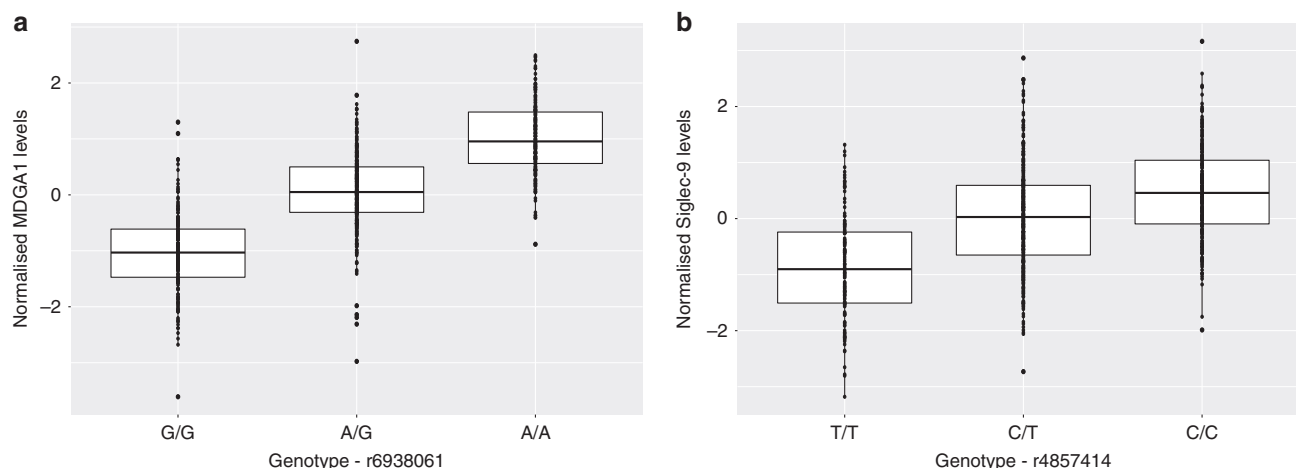 a
Normalised MDGA1 levels
2
0
−2
G/G A/G A/A
Genotype - r6938061
b
Normalised Siglec-9 levels
2
0
−2
T/T C/T C/C
Genotype - r4857414